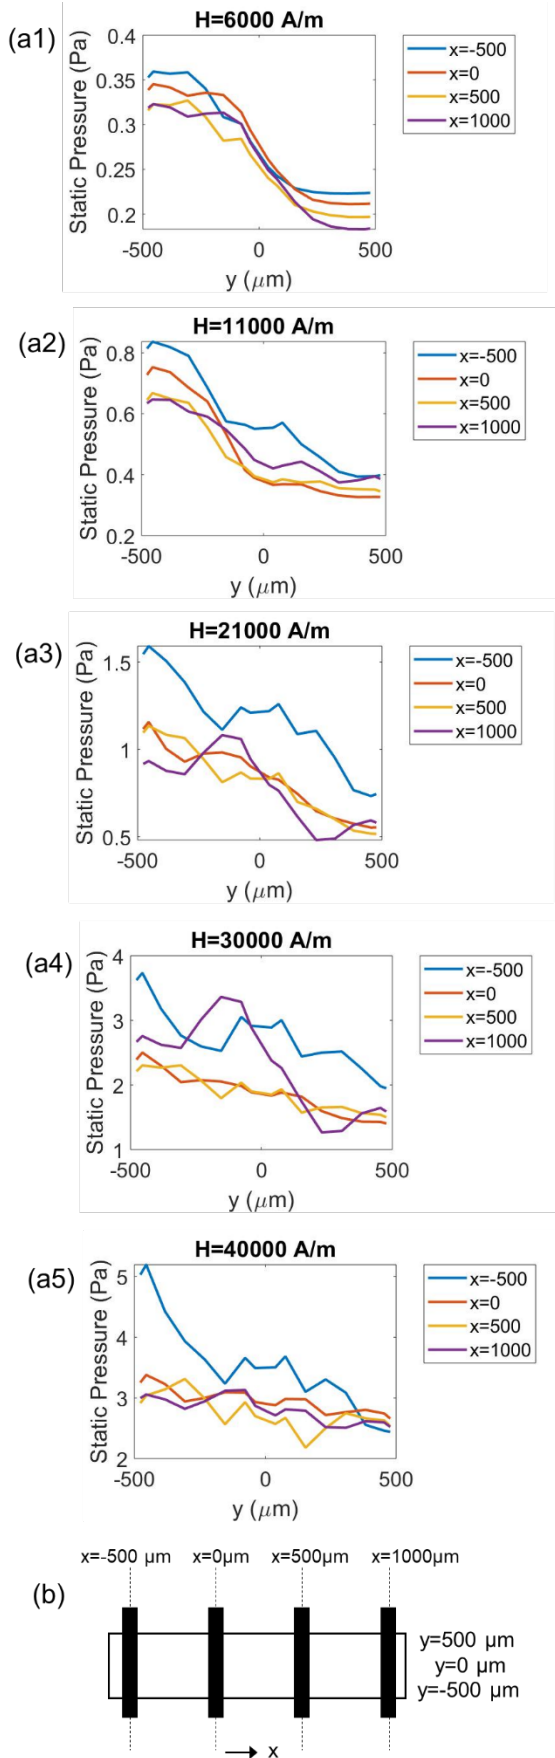 (a1)
H=6000 A/m
Static Pressure (Pa)
0.4
0.35
0.3
0.25
0.2
-500
0
500
y (μm)
x=-500
x=0
x=500
x=1000
(a2)
H=11000 A/m
Static Pressure (Pa)
0.8
0.6
0.4
0.2
-500
0
500
y (μm)
x=-500
x=0
x=500
x=1000
(a3)
H=21000 A/m
Static Pressure (Pa)
1.5
1
0.5
-500
0
500
y (μm)
x=-500
x=0
x=500
x=1000
(a4)
H=30000 A/m
Static Pressure (Pa)
4
3
2
1
-500
0
500
y (μm)
x=-500
x=0
x=500
x=1000
(a5)
H=40000 A/m
Static Pressure (Pa)
5
4
3
2
-500
0
500
y (μm)
x=-500
x=0
x=500
x=1000
(b)
x=-500 μm x=0μm x=500μm x=1000μm
y=500 μm
y=0 μm
y=-500 μm
x